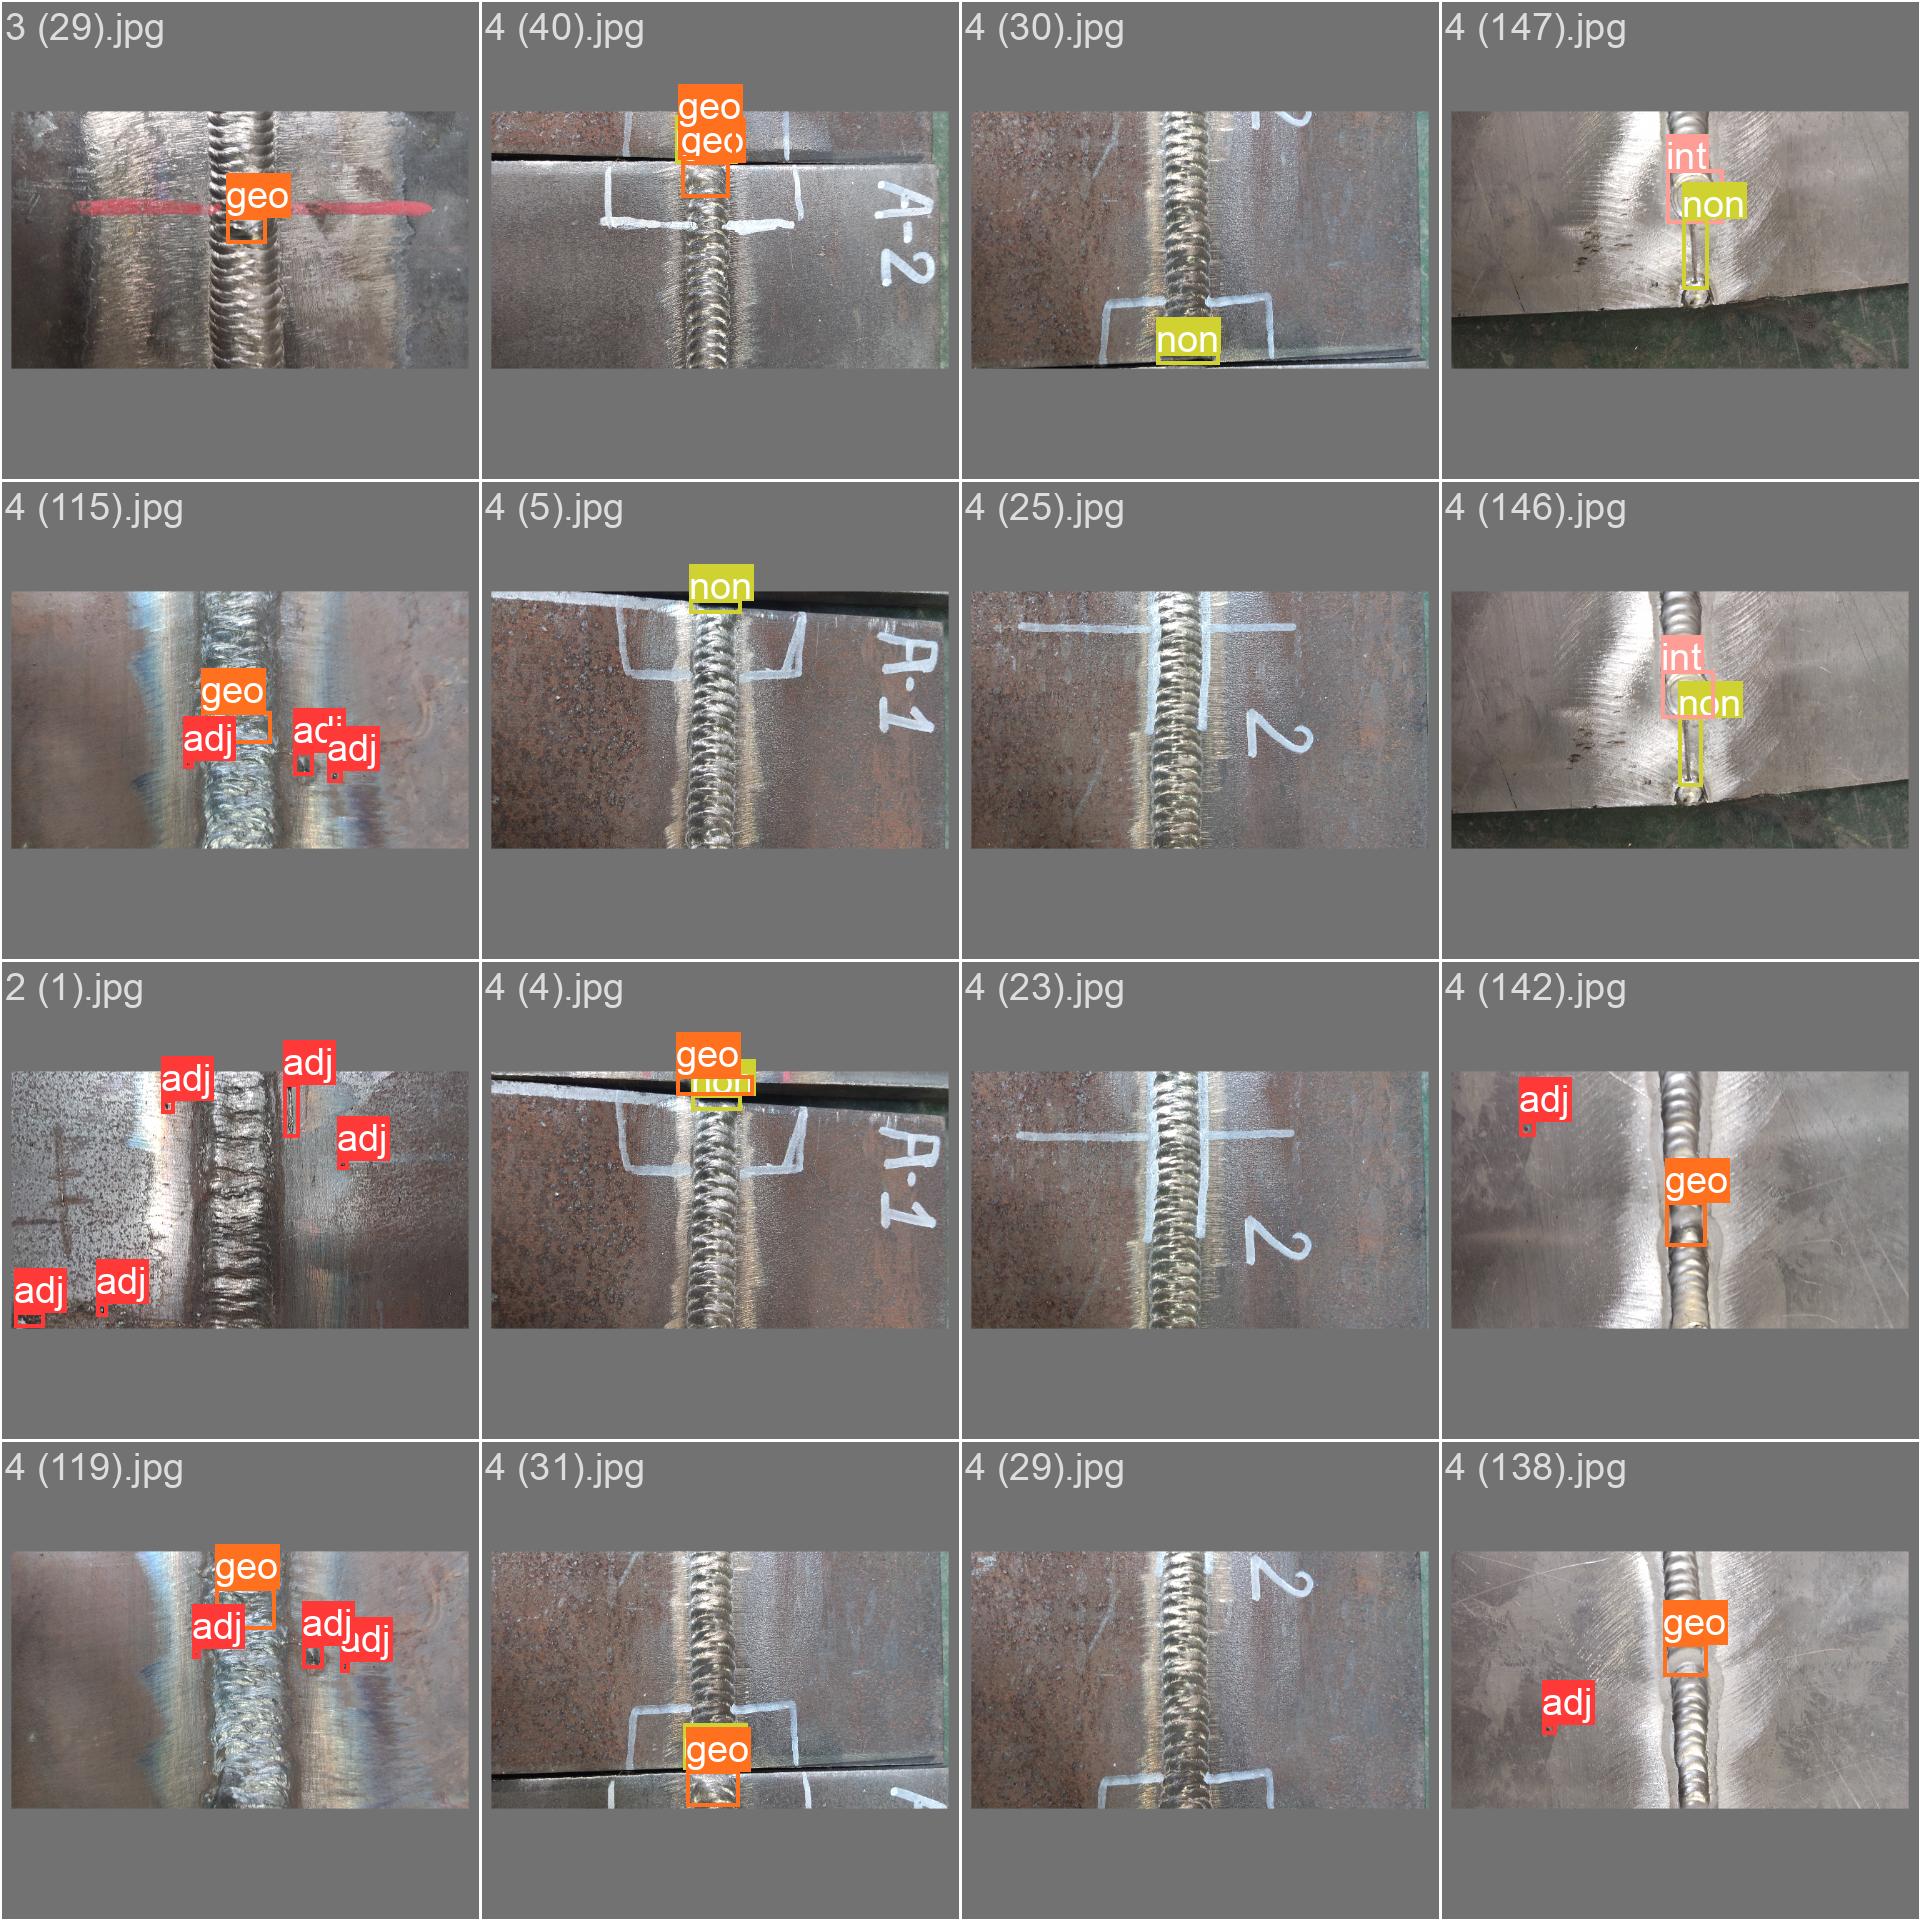 3 (29).jpg
geo
4 (40).jpg
geo
geo
A-2
4 (30).jpg
2
non
4 (147).jpg
int
non
4 (115).jpg
geo
adj
adj
adj
4 (5).jpg
non
A-1
4 (25).jpg
2
4 (146).jpg
int
non
2 (1).jpg
adj
adj
adj
adj
adj
4 (4).jpg
geo
non
A-1
4 (23).jpg
2
4 (142).jpg
adj
geo
4 (119).jpg
geo
adj
adj
adj
4 (31).jpg
geo
4 (29).jpg
2
4 (138).jpg
geo
adj